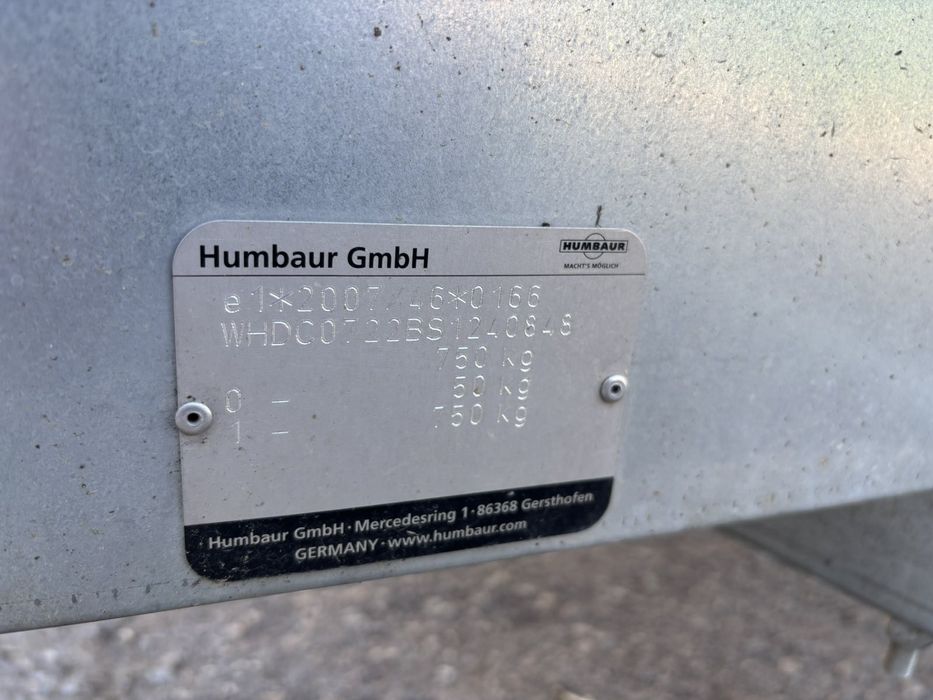 Humbaur GmbH
HUMBAUR
MACHT'S MÖGLICH
e1*2007/46*0166
WHDC0722BS1240848
750 kg
0 - 50 kg
1 - 750 kg
Humbaur GmbH · Mercedesring 1 · 86368 Gersthofen
GERMANY · www.humbaur.com